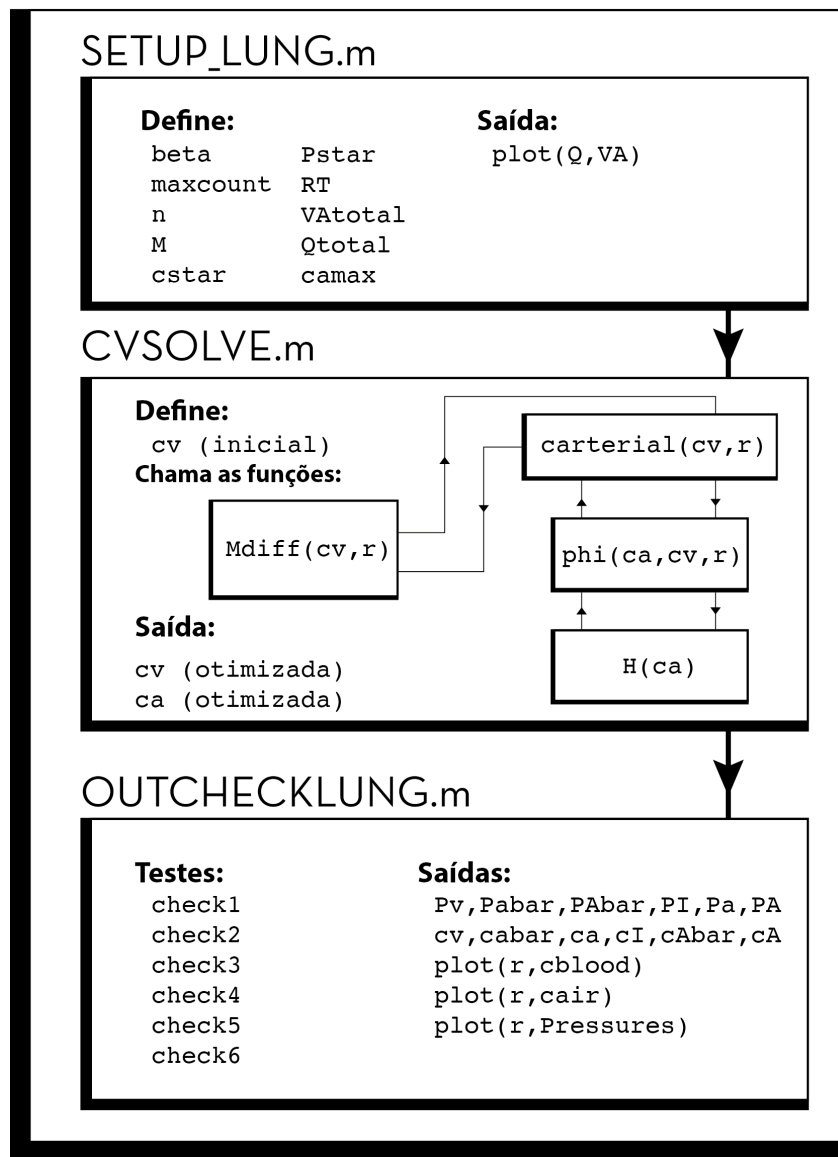 SETUP_LUNG.m
Define:
beta
maxcount
n
M
cstar
Pstar
RT
VAtotal
Qtotal
camax
Saída:
plot(Q,VA)
CVSOLVE.m
Define:
cv (inicial)
Chama as funções:
Mdiff(cv,r)
carterial(cv,r)
phi(ca,cv,r)
H(ca)
Saída:
cv (otimizada)
ca (otimizada)
OUTCHECKLUNG.m
Testes:
check1
check2
check3
check4
check5
check6
Saídas:
Pv,Pabar,PAbar,PI,Pa,PA
cv,cabar,ca,cI,cAbar,cA
plot(r,cblood)
plot(r,cair)
plot(r,Pressures)